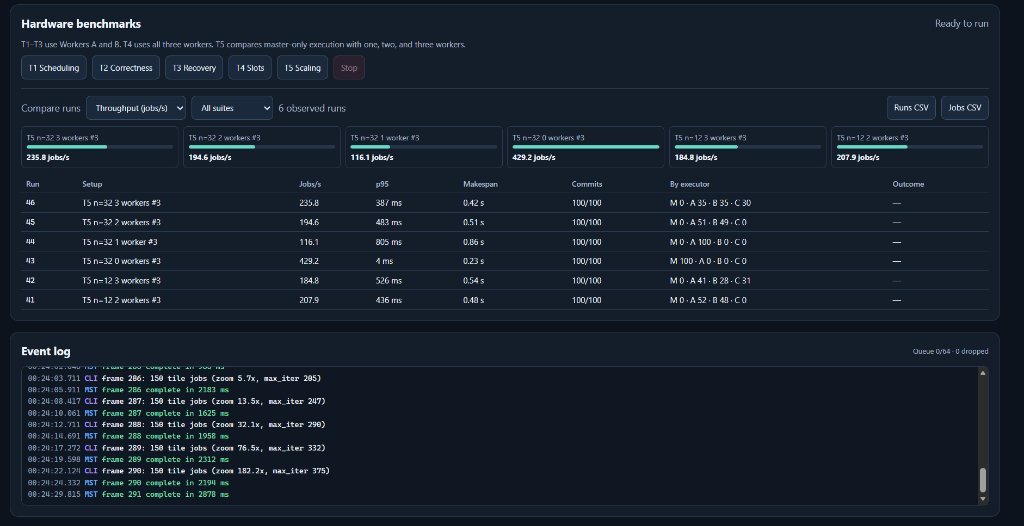 Hardware benchmarks
Ready to run
T1–T3 use Workers A and B. T4 uses all three workers. T5 compares master-only execution with one, two, and three workers.
T1 Scheduling T2 Correctness T3 Recovery T4 Slots T5 Scaling Stop
Compare runs Throughput (jobs/s) All suites 6 observed runs Runs CSV Jobs CSV
T5 n=32 3 workers #3
235.8 jobs/s
T5 n=32 2 workers #3
194.6 jobs/s
T5 n=32 1 worker #3
116.1 jobs/s
T5 n=32 0 workers #3
429.2 jobs/s
T5 n=12 3 workers #3
184.8 jobs/s
T5 n=12 2 workers #3
207.9 jobs/s
Run Setup Jobs/s p95 Makespan Commits By executor Outcome
46 T5 n=32 3 workers #3 235.8 387 ms 0.42 s 100/100 M 0 · A 35 · B 35 · C 30 —
45 T5 n=32 2 workers #3 194.6 483 ms 0.51 s 100/100 M 0 · A 51 · B 49 · C 0 —
44 T5 n=32 1 worker #3 116.1 805 ms 0.86 s 100/100 M 0 · A 100 · B 0 · C 0 —
43 T5 n=32 0 workers #3 429.2 4 ms 0.23 s 100/100 M 100 · A 0 · B 0 · C 0 —
42 T5 n=12 3 workers #3 184.8 526 ms 0.54 s 100/100 M 0 · A 41 · B 28 · C 31 —
41 T5 n=12 2 workers #3 207.9 436 ms 0.48 s 100/100 M 0 · A 52 · B 48 · C 0 —
Event log
Queue 0/64 · 0 dropped
00:24:03.711 CLI frame 286: 150 tile jobs (zoom 5.7x, max_iter 205)
00:24:05.911 MST frame 286 complete in 2183 ms
00:24:08.417 CLI frame 287: 150 tile jobs (zoom 13.5x, max_iter 247)
00:24:10.061 MST frame 287 complete in 1625 ms
00:24:12.711 CLI frame 288: 150 tile jobs (zoom 32.1x, max_iter 290)
00:24:14.691 MST frame 288 complete in 1958 ms
00:24:17.272 CLI frame 289: 150 tile jobs (zoom 76.5x, max_iter 332)
00:24:19.598 MST frame 289 complete in 2312 ms
00:24:22.124 CLI frame 290: 150 tile jobs (zoom 182.2x, max_iter 375)
00:24:24.332 MST frame 290 complete in 2194 ms
00:24:29.815 MST frame 291 complete in 2878 ms